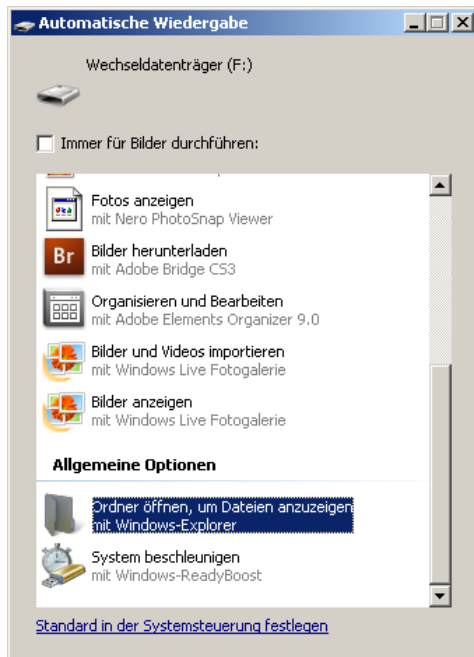 Automatische Wiedergabe
Wechseldatenträger (F:)
Immer für Bilder durchführen:
Fotos anzeigen
mit Nero PhotoSnap Viewer
Br
Bilder herunterladen
mit Adobe Bridge CS3
Organisieren und Bearbeiten
mit Adobe Elements Organizer 9.0
Bilder und Videos importieren
mit Windows Live Fotogalerie
Bilder anzeigen
mit Windows Live Fotogalerie
Allgemeine Optionen
Ordner öffnen, um Dateien anzuzeigen
mit Windows-Explorer
System beschleunigen
mit Windows-ReadyBoost
Standard in der Systemsteuerung festlegen